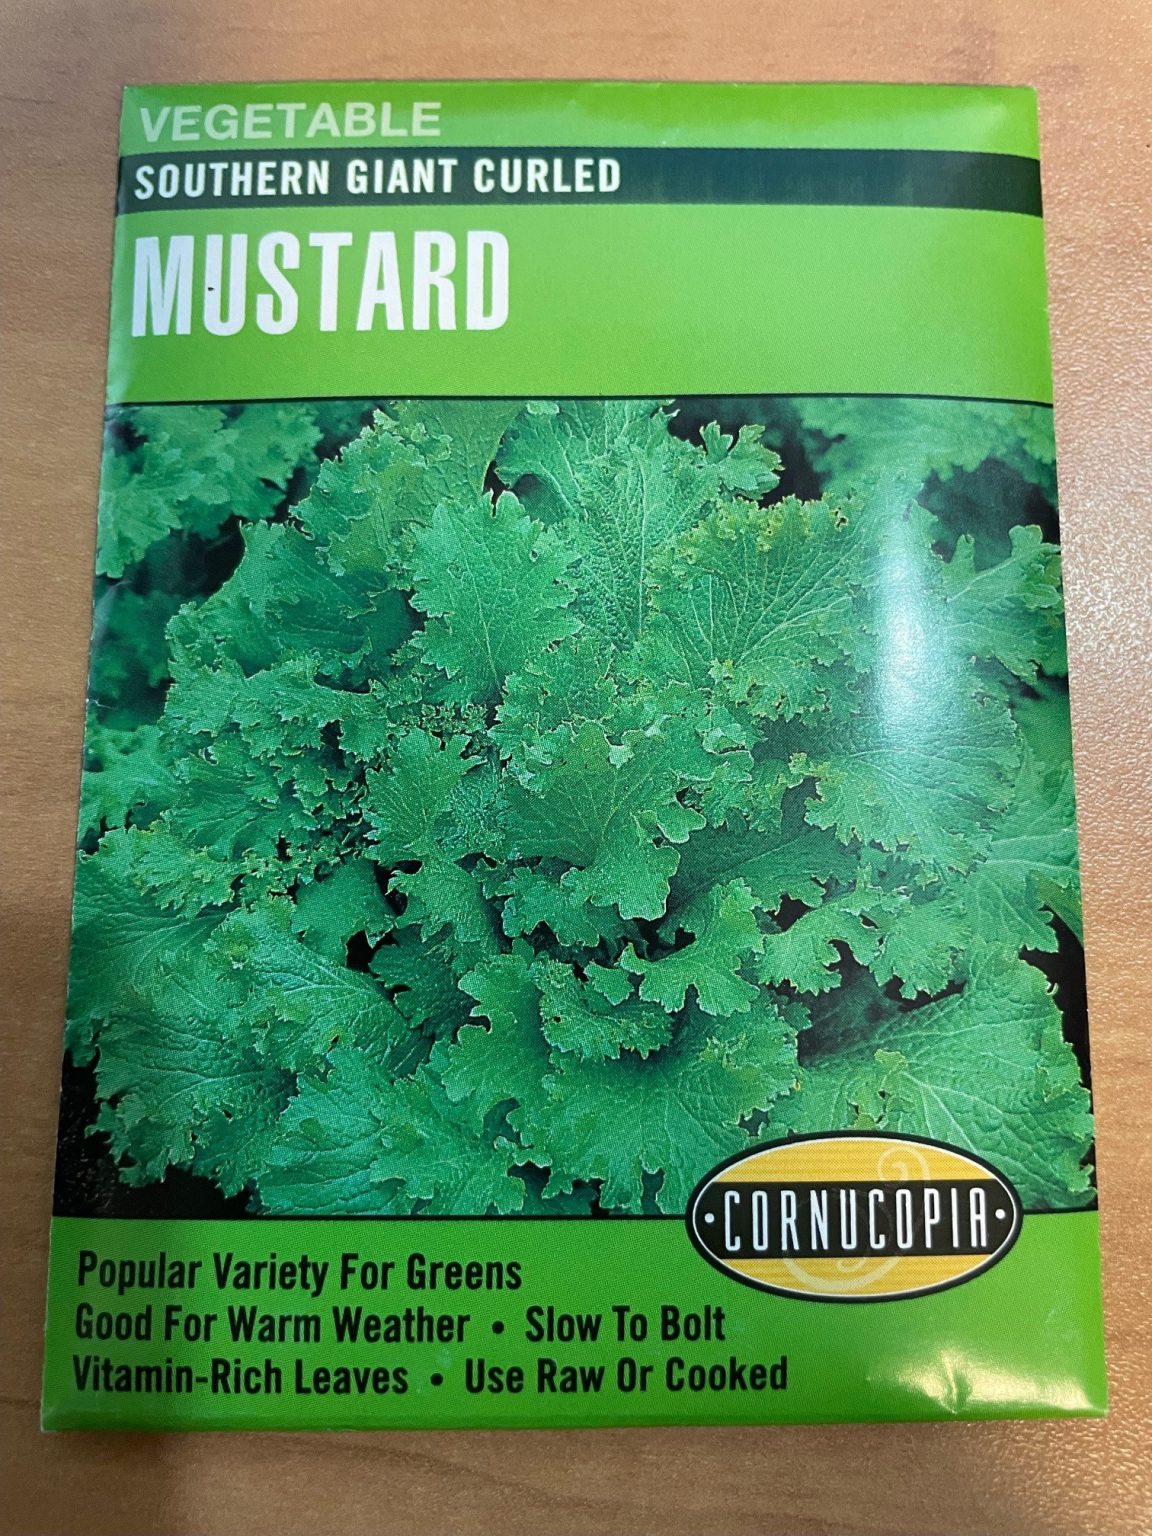 VEGETABLE
SOUTHERN GIANT CURLED
MUSTARD
• CORNUCOPIA •
Popular Variety For Greens
Good For Warm Weather • Slow To Bolt
Vitamin-Rich Leaves • Use Raw Or Cooked